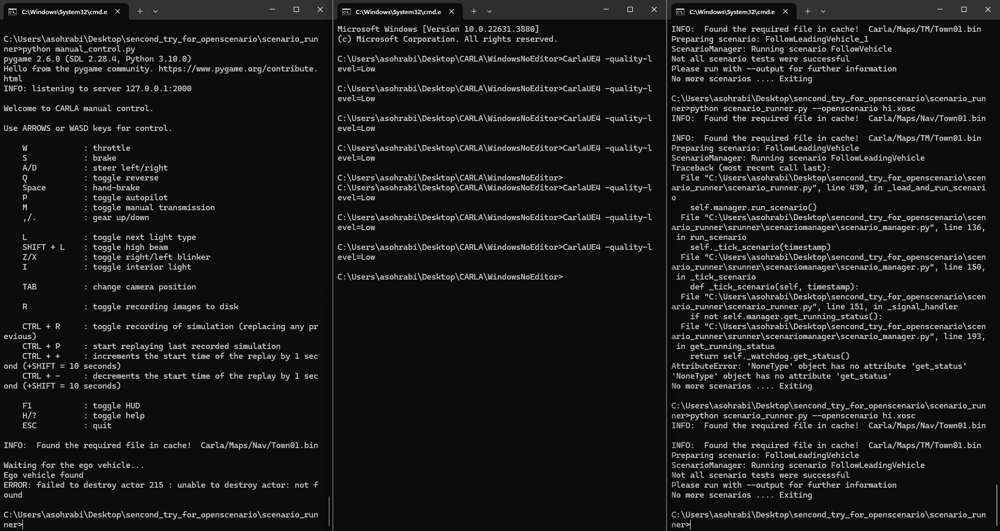 C:\Windows\System32\cmd.e
C:\Users\asohrabi\Desktop\sencond_try_for_openscenario\scenario_run
ner>python manual_control.py
pygame 2.6.0 (SDL 2.28.4, Python 3.10.0)
Hello from the pygame community. https://www.pygame.org/contribute.
html
INFO: listening to server 127.0.0.1:2000
Welcome to CARLA manual control.
Use ARROWS or WASD keys for control.
W            : throttle
S            : brake
A/D          : steer left/right
Q            : toggle reverse
Space        : hand-brake
P            : toggle autopilot
M            : toggle manual transmission
,/.          : gear up/down
L            : toggle next light type
SHIFT + L    : toggle high beam
Z/X          : toggle right/left blinker
I            : toggle interior light
TAB          : change camera position
R            : toggle recording images to disk
CTRL + R     : toggle recording of simulation (replacing any pr
evious)
CTRL + P     : start replaying last recorded simulation
CTRL + +     : increments the start time of the replay by 1 sec
ond (+SHIFT = 10 seconds)
CTRL + -     : decrements the start time of the replay by 1 sec
ond (+SHIFT = 10 seconds)
F1           : toggle HUD
H/?          : toggle help
ESC          : quit
INFO:  Found the required file in cache!  Carla/Maps/Nav/Town01.bin
Waiting for the ego vehicle...
Ego vehicle found
ERROR: failed to destroy actor 215 : unable to destroy actor: not f
ound
C:\Users\asohrabi\Desktop\sencond_try_for_openscenario\scenario_run
ner>
C:\Windows\System32\cmd.e
Microsoft Windows [Version 10.0.22631.3880]
(c) Microsoft Corporation. All rights reserved.
C:\Users\asohrabi\Desktop\CARLA\WindowsNoEditor>CarlaUE4 -quality-l
evel=Low
C:\Users\asohrabi\Desktop\CARLA\WindowsNoEditor>CarlaUE4 -quality-l
evel=Low
C:\Users\asohrabi\Desktop\CARLA\WindowsNoEditor>CarlaUE4 -quality-l
evel=Low
C:\Users\asohrabi\Desktop\CARLA\WindowsNoEditor>CarlaUE4 -quality-l
evel=Low
C:\Users\asohrabi\Desktop\CARLA\WindowsNoEditor>
C:\Users\asohrabi\Desktop\CARLA\WindowsNoEditor>CarlaUE4 -quality-l
evel=Low
C:\Users\asohrabi\Desktop\CARLA\WindowsNoEditor>CarlaUE4 -quality-l
evel=Low
C:\Users\asohrabi\Desktop\CARLA\WindowsNoEditor>CarlaUE4 -quality-l
evel=Low
C:\Users\asohrabi\Desktop\CARLA\WindowsNoEditor>
C:\Windows\System32\cmd.e
INFO:  Found the required file in cache!  Carla/Maps/TM/Town01.bin
Preparing scenario: FollowLeadingVehicle_1
ScenarioManager: Running scenario FollowVehicle
Not all scenario tests were successful
Please run with --output for further information
No more scenarios .... Exiting
C:\Users\asohrabi\Desktop\sencond_try_for_openscenario\scenario_run
ner>python scenario_runner.py --openscenario hi.xosc
INFO:  Found the required file in cache!  Carla/Maps/Nav/Town01.bin
INFO:  Found the required file in cache!  Carla/Maps/TM/Town01.bin
Preparing scenario: FollowLeadingVehicle
ScenarioManager: Running scenario FollowLeadingVehicle
Traceback (most recent call last):
File "C:\Users\asohrabi\Desktop\sencond_try_for_openscenario\scen
ario_runner\scenario_runner.py", line 439, in _load_and_run_scenari
o
self.manager.run_scenario()
File "C:\Users\asohrabi\Desktop\sencond_try_for_openscenario\scen
ario_runner\srunner\scenariomanager\scenario_manager.py", line 136,
in run_scenario
self._tick_scenario(timestamp)
File "C:\Users\asohrabi\Desktop\sencond_try_for_openscenario\scen
ario_runner\srunner\scenariomanager\scenario_manager.py", line 150,
in _tick_scenario
def _tick_scenario(self, timestamp):
File "C:\Users\asohrabi\Desktop\sencond_try_for_openscenario\scen
ario_runner\scenario_runner.py", line 151, in _signal_handler
if not self.manager.get_running_status():
File "C:\Users\asohrabi\Desktop\sencond_try_for_openscenario\scen
ario_runner\srunner\scenariomanager\scenario_manager.py", line 193,
in get_running_status
return self._watchdog.get_status()
AttributeError: 'NoneType' object has no attribute 'get_status'
'NoneType' object has no attribute 'get_status'
No more scenarios .... Exiting
C:\Users\asohrabi\Desktop\sencond_try_for_openscenario\scenario_run
ner>python scenario_runner.py --openscenario hi.xosc
INFO:  Found the required file in cache!  Carla/Maps/Nav/Town01.bin
INFO:  Found the required file in cache!  Carla/Maps/TM/Town01.bin
Preparing scenario: FollowLeadingVehicle
ScenarioManager: Running scenario FollowLeadingVehicle
Not all scenario tests were successful
Please run with --output for further information
No more scenarios .... Exiting
C:\Users\asohrabi\Desktop\sencond_try_for_openscenario\scenario_run
ner>